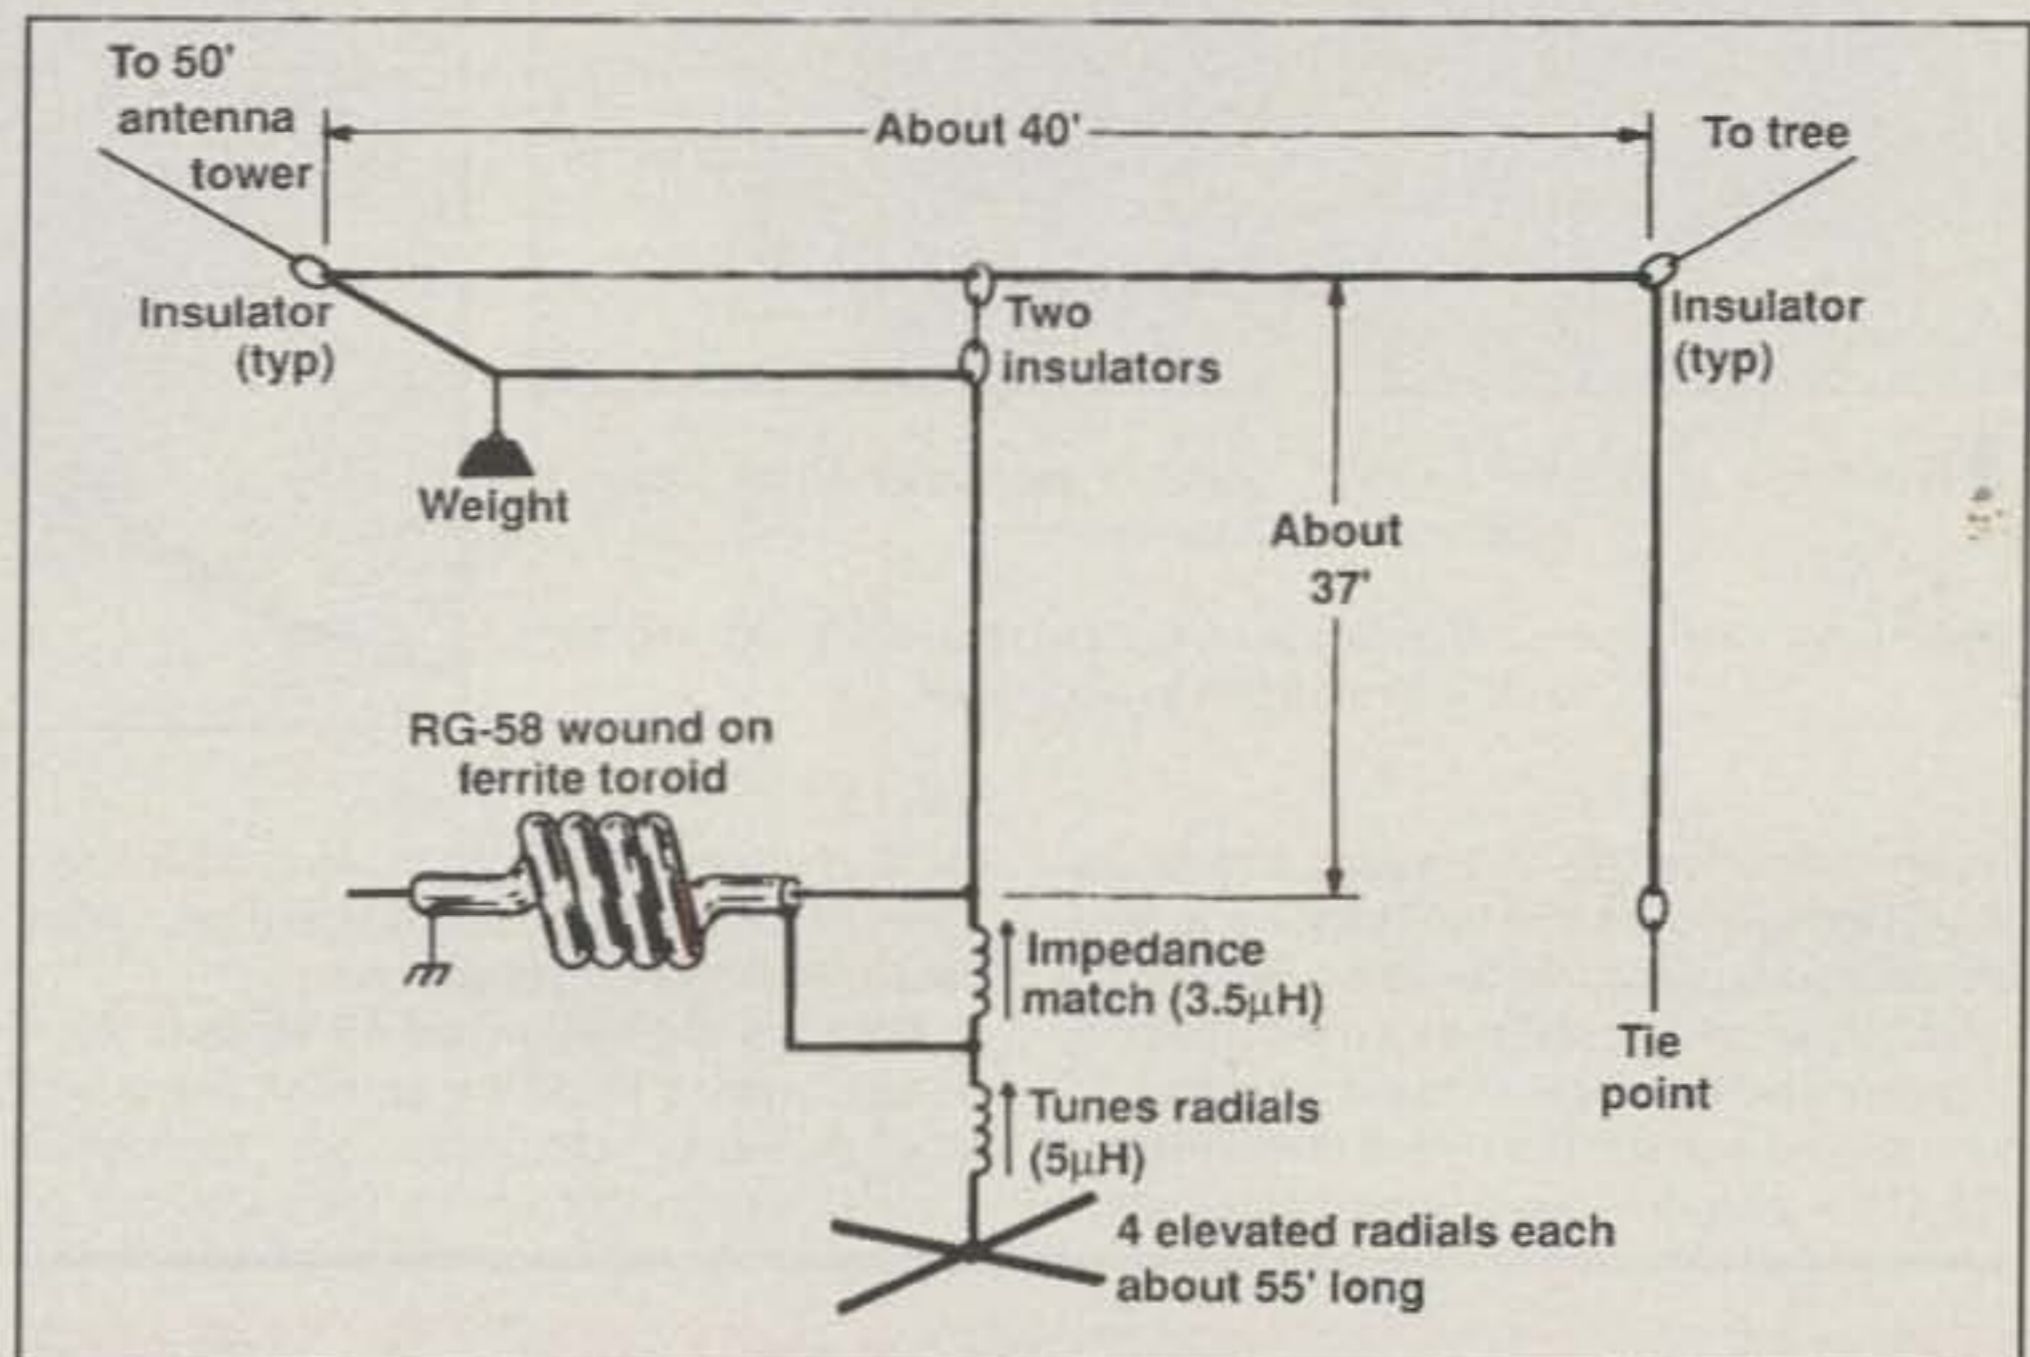 To 50'
antenna
tower
About 40'
To tree
Insulator
(typ)
Two
insulators
Insulator
(typ)
Weight
About
37'
RG-58 wound on
ferrite toroid
Impedance
match (3.5μH)
Tie
point
Tunes radials
(5μH)
4 elevated radials each
about 55' long